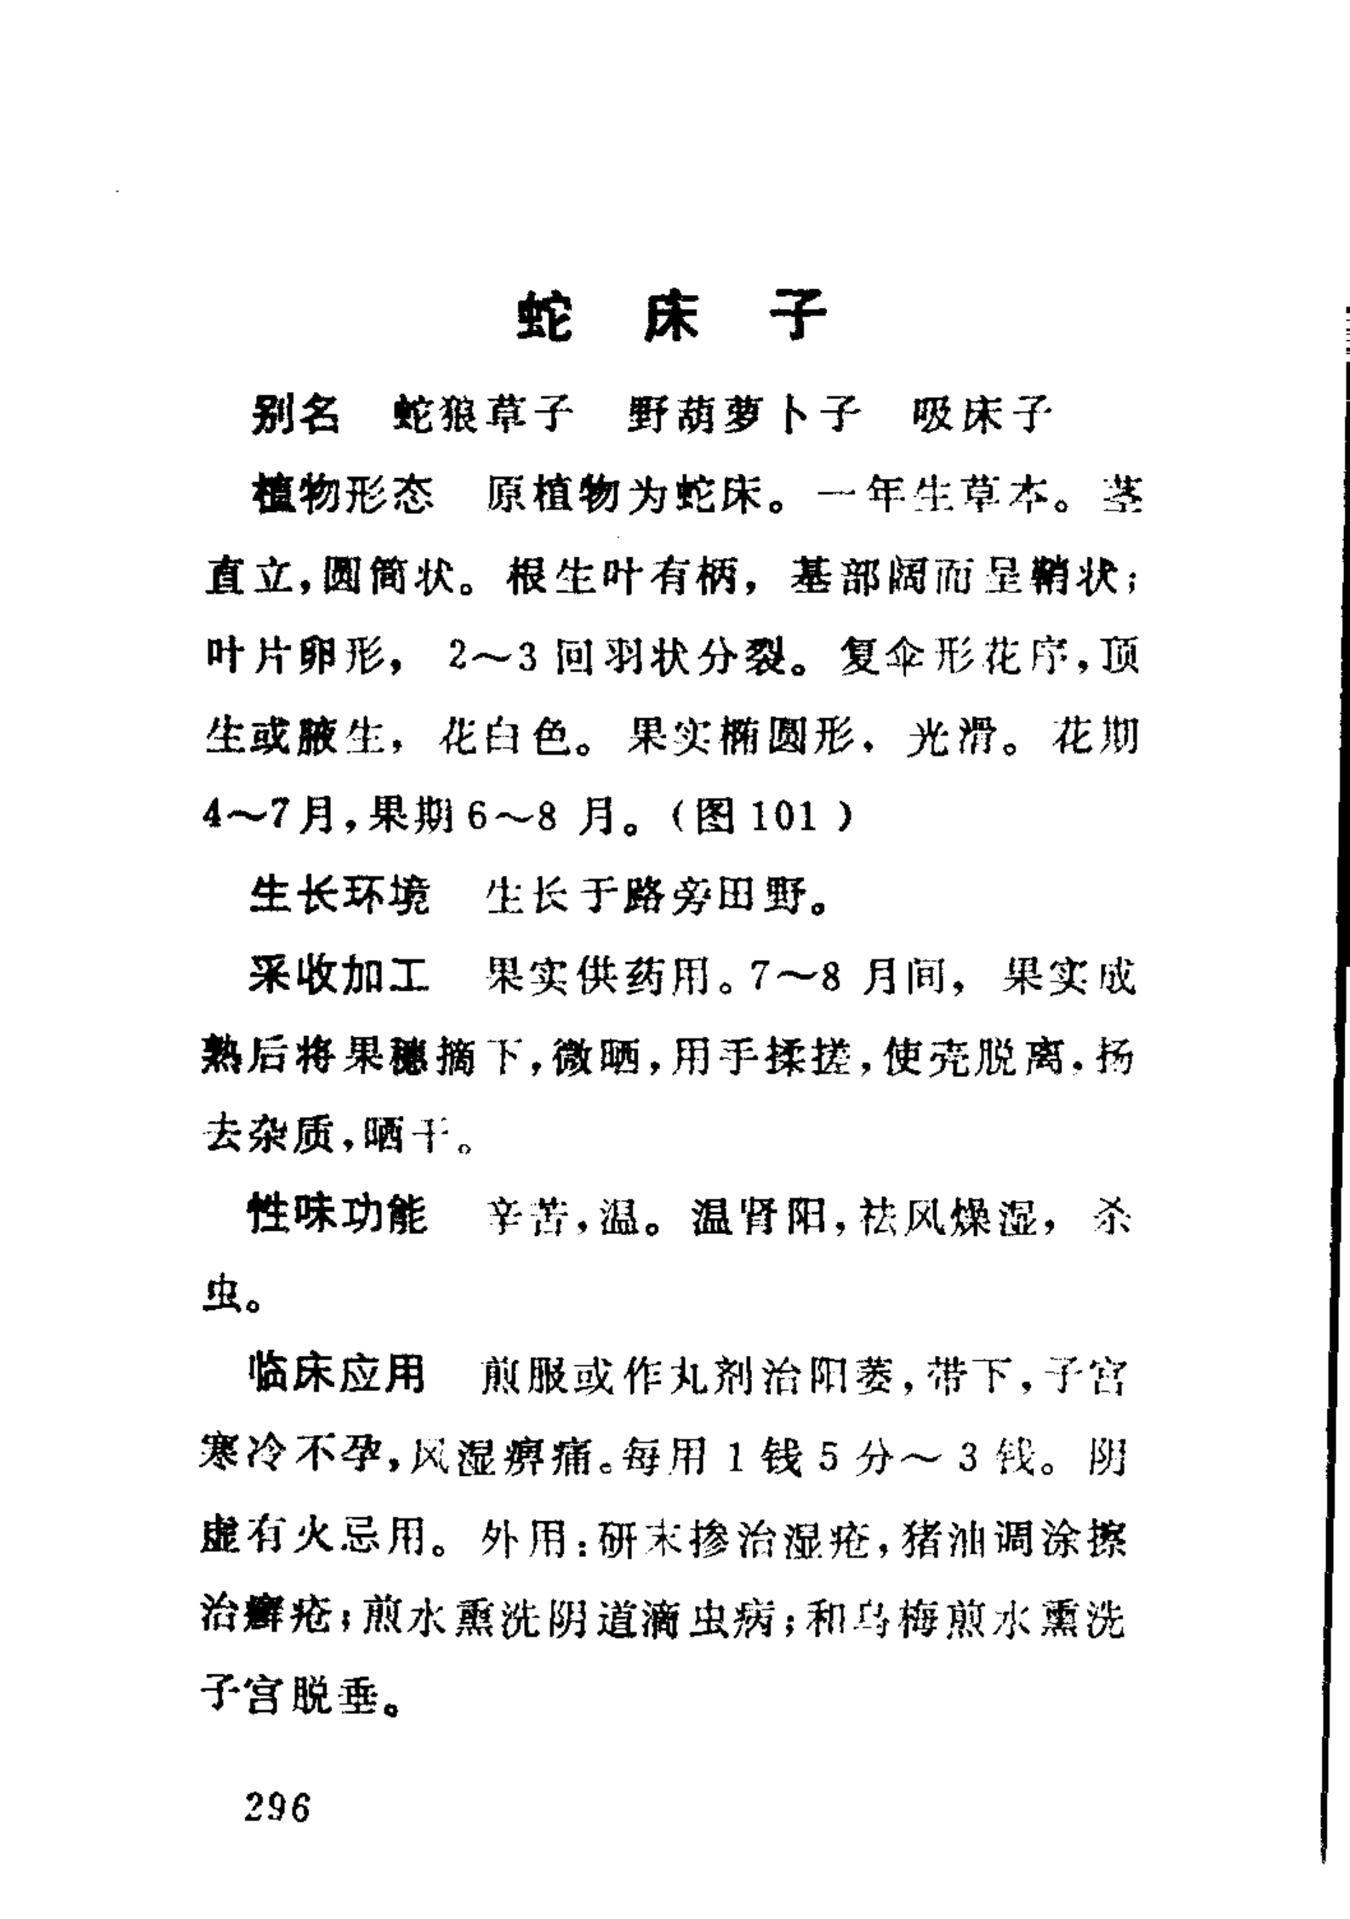 蛇床子
别名 蛇狼草子 野葫萝卜子 吸床子
植物形态 原植物为蛇床。一年生草本。茎
直立,圆筒状。根生叶有柄,基部阔而呈鞘状;
叶片卵形, 2～3回羽状分裂。复伞形花序,顶
生或腋生,花白色。果实椭圆形,光滑。花期
4～7月,果期6～8月。(图101)
生长环境 生长于路旁田野。
采收加工 果实供药用。7～8月间,果实成
熟后将果穗摘下,微晒,用手揉搓,使壳脱离,扬
去杂质,晒干。
性味功能 辛苦,温。温肾阳,祛风燥湿,杀
虫。
临床应用 煎服或作丸剂治阳萎,带下,子宫
寒冷不孕,风湿痹痛。每用1钱5分～3钱。阴
虚有火忌用。外用:研末掺治湿疮,猪油调涂擦
治癣疮;煎水熏洗阴道滴虫病;和乌梅煎水熏洗
子宫脱垂。
296